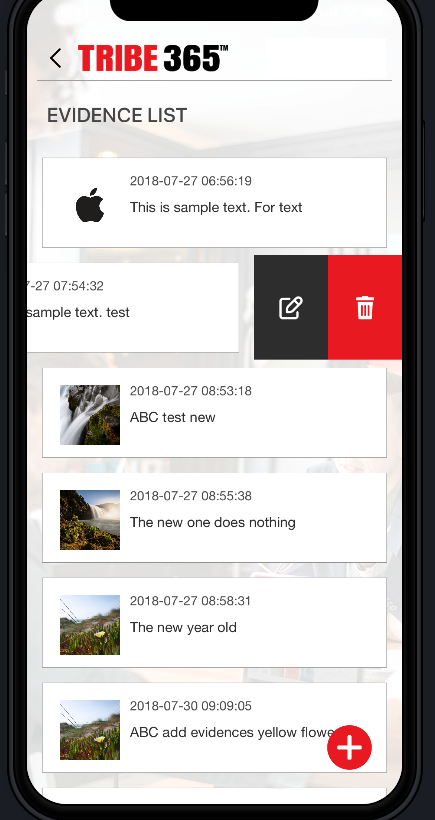 TRIBE 365™
EVIDENCE LIST
2018-07-27 06:56:19
This is sample text. For text
7-27 07:54:32
sample text. test
2018-07-27 08:53:18
ABC test new
2018-07-27 08:55:38
The new one does nothing
2018-07-27 08:58:31
The new year old
2018-07-30 09:09:05
ABC add evidences yellow flowe